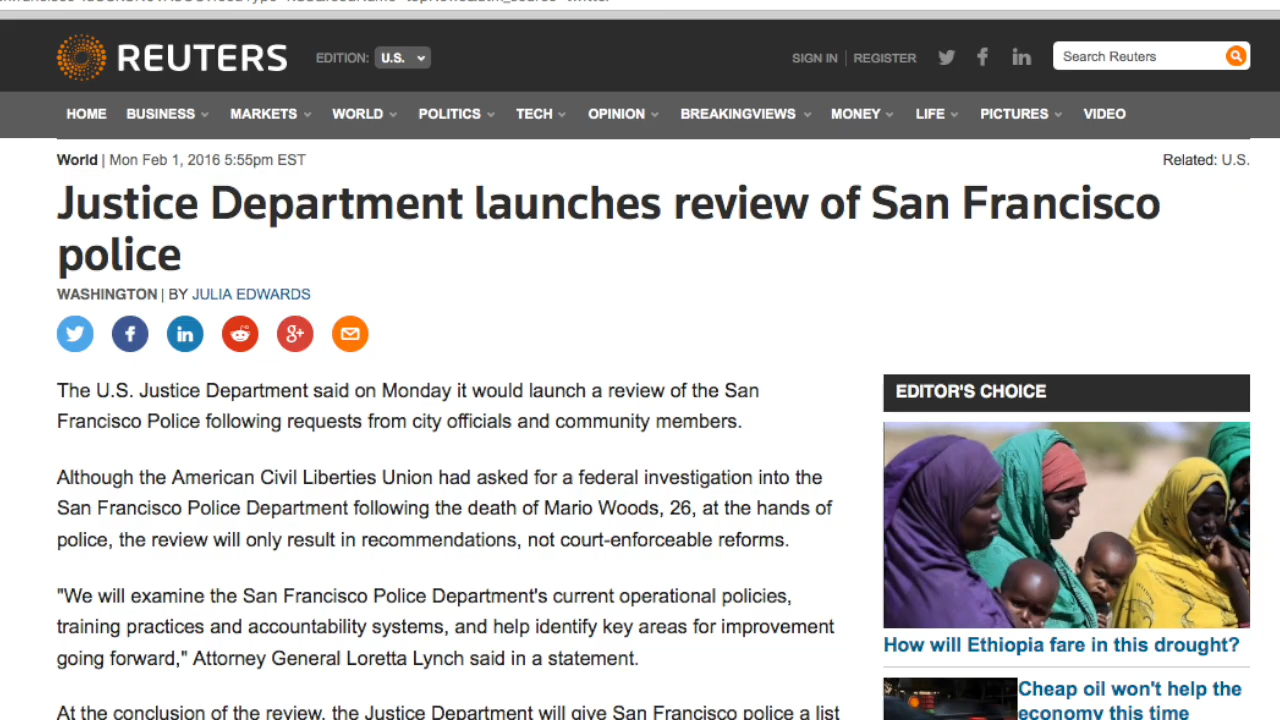 REUTERS
EDITION: U.S.
SIGN IN | REGISTER
Search Reuters
HOME BUSINESS MARKETS WORLD POLITICS TECH OPINION BREAKINGVIEWS MONEY LIFE PICTURES VIDEO
World | Mon Feb 1, 2016 5:55pm EST
Related: U.S.
Justice Department launches review of San Francisco
police
WASHINGTON | BY JULIA EDWARDS
The U.S. Justice Department said on Monday it would launch a review of the San
Francisco Police following requests from city officials and community members.
Although the American Civil Liberties Union had asked for a federal investigation into the
San Francisco Police Department following the death of Mario Woods, 26, at the hands of
police, the review will only result in recommendations, not court-enforceable reforms.
"We will examine the San Francisco Police Department's current operational policies,
training practices and accountability systems, and help identify key areas for improvement
going forward," Attorney General Loretta Lynch said in a statement.
At the conclusion of the review, the Justice Department will give San Francisco police a list
EDITOR'S CHOICE
How will Ethiopia fare in this drought?
Cheap oil won't help the
economy this time